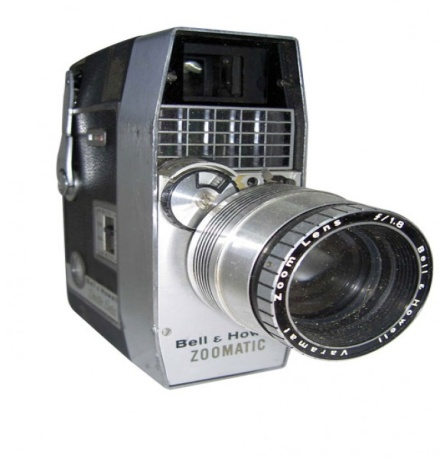 Zoom Lens f/1.8 Bell & Howell Varamat
Bell & How
ZOOMATIC